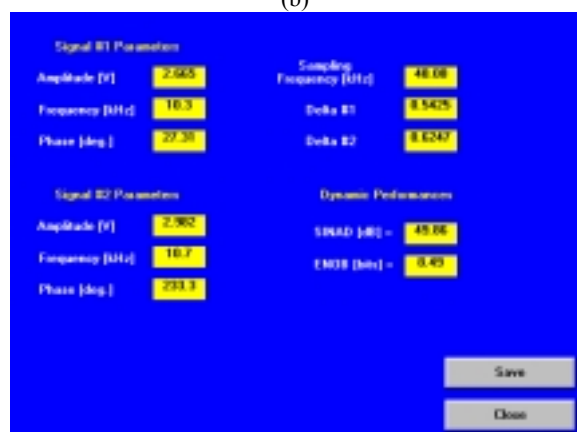 (b)
Signal #1 Parameters
Amplitude [V] 2.665
Frequency [kHz] 10.3
Phase [deg.] 27.31
Sampling
Frequency [kHz] 40.00
Delta #1 0.5425
Delta #2 0.6247
Signal #2 Parameters
Amplitude [V] 2.982
Frequency [kHz] 10.7
Phase [deg.] 233.3
Dynamic Performances
SINAD [dB] = 49.86
ENOB [bits] = 8.49
Save
Close